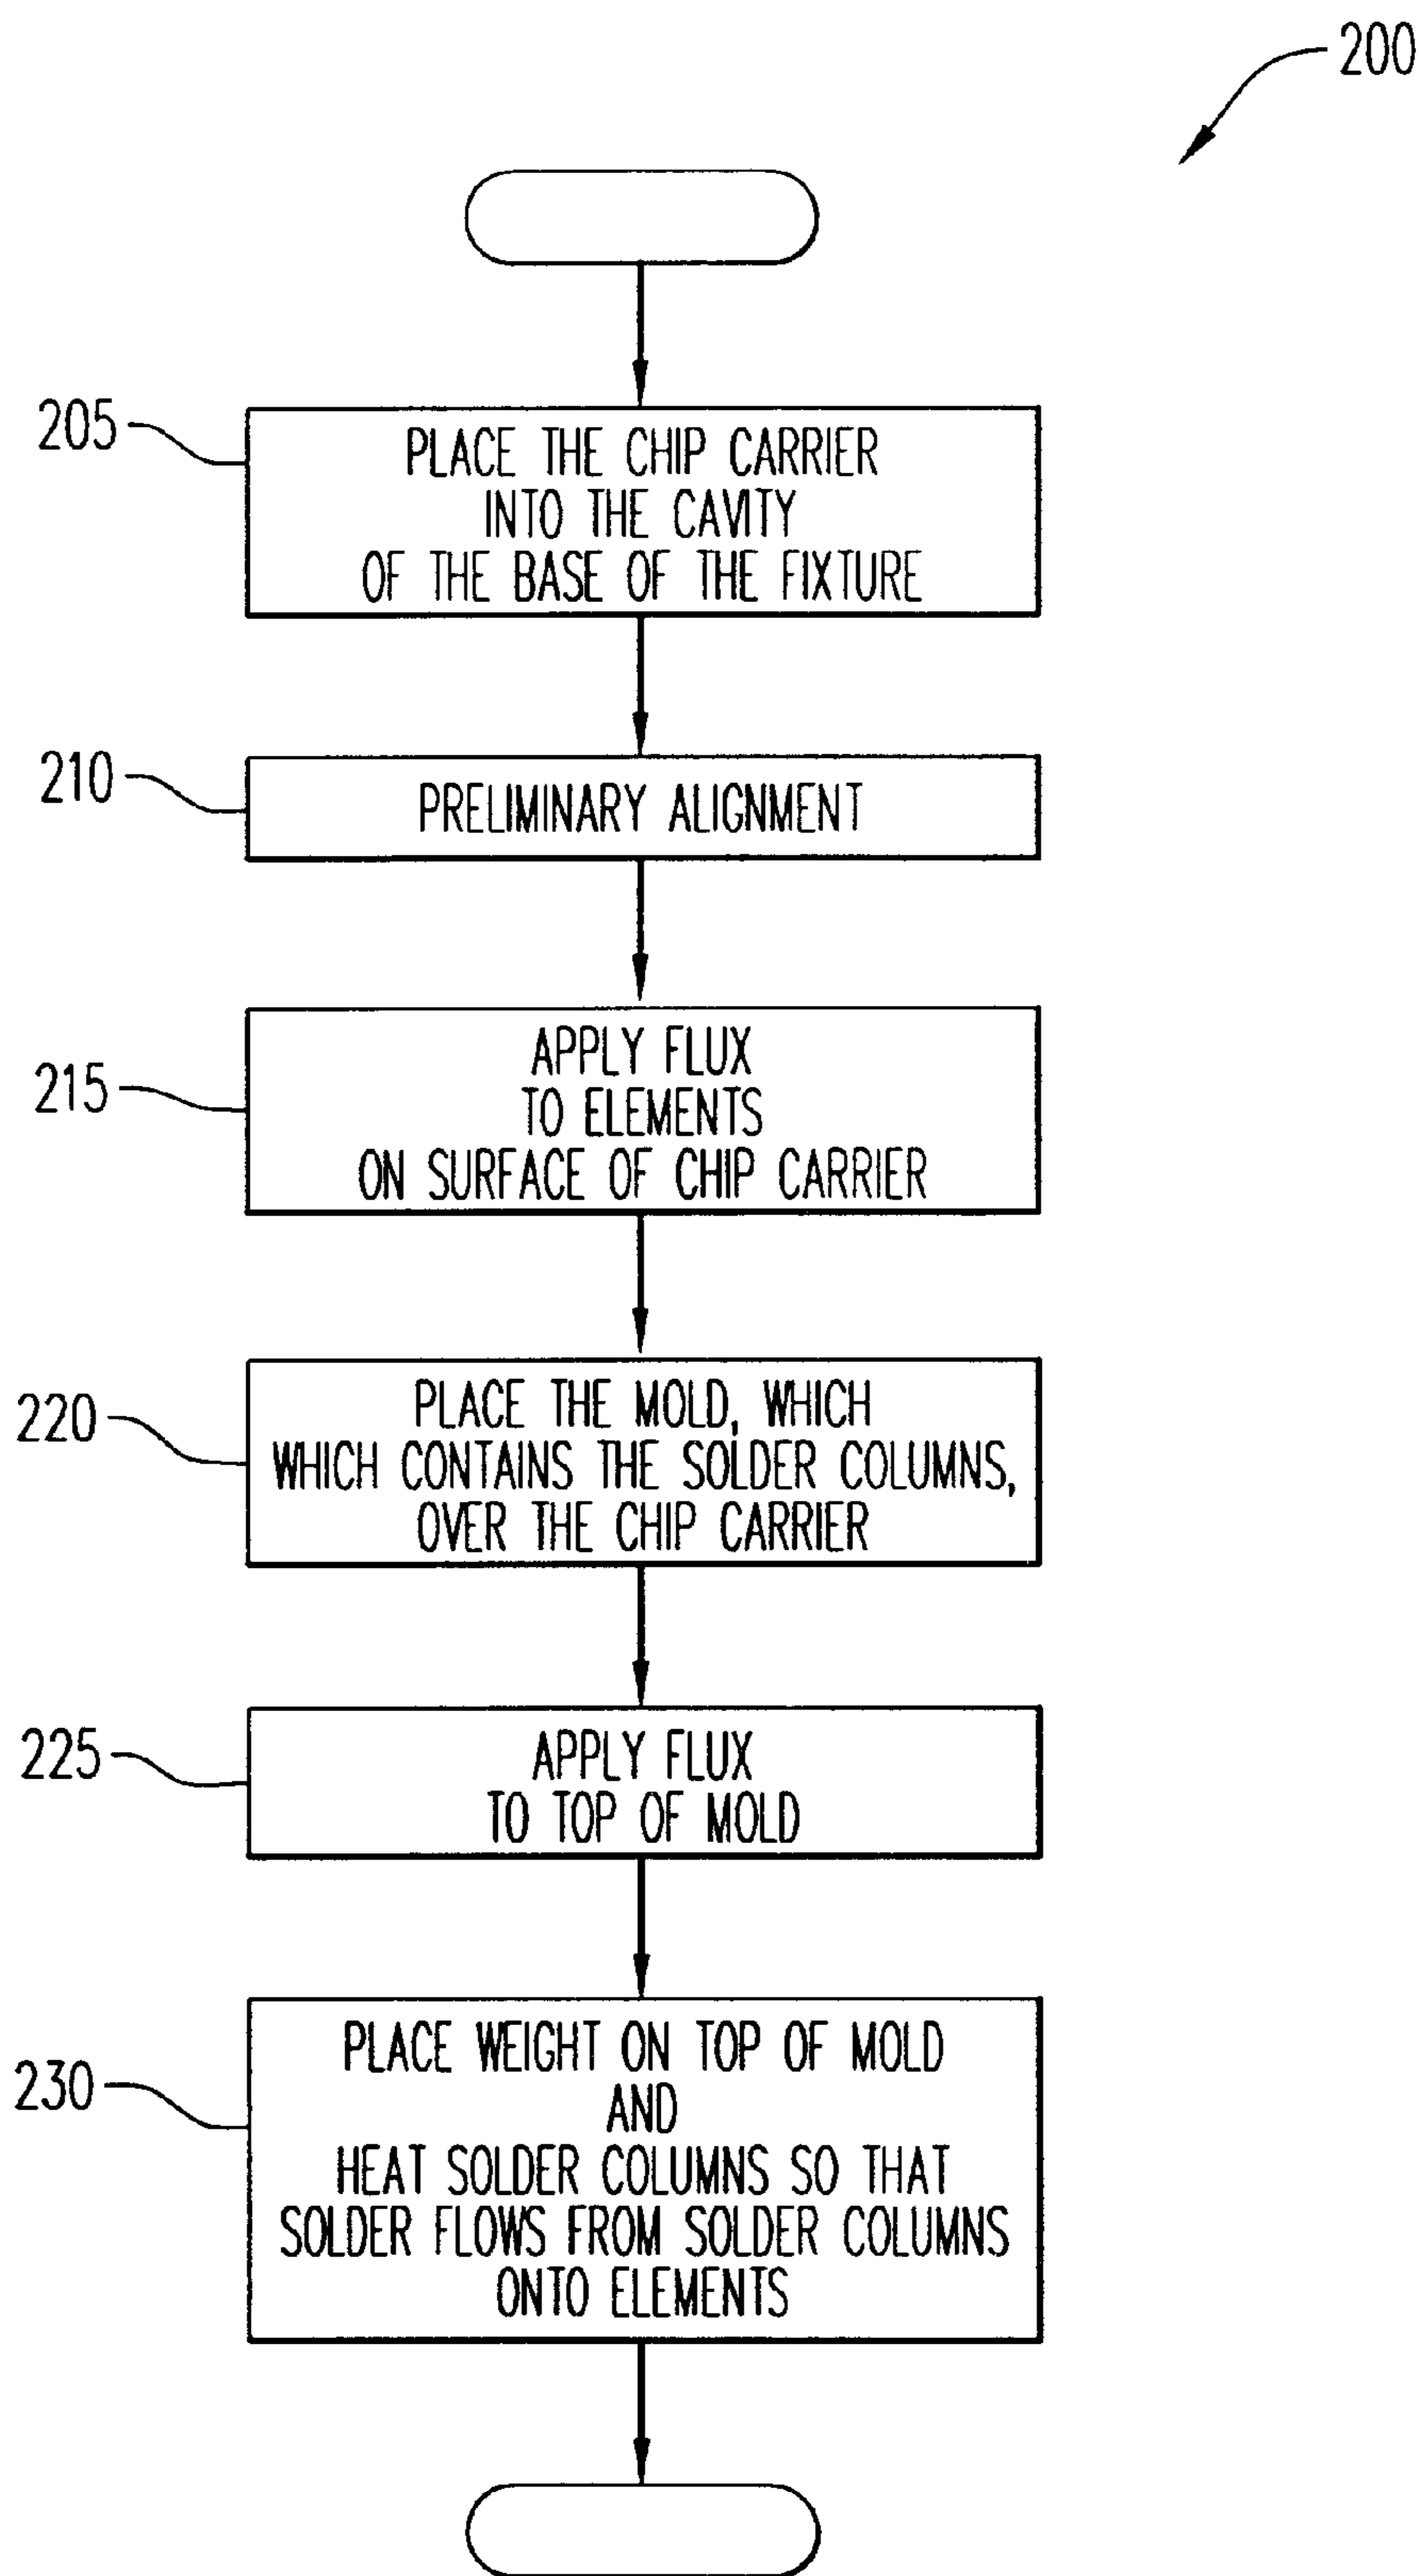 200
205
PLACE THE CHIP CARRIER
INTO THE CAVITY
OF THE BASE OF THE FIXTURE
210
PRELIMINARY ALIGNMENT
215
APPLY FLUX
TO ELEMENTS
ON SURFACE OF CHIP CARRIER
220
PLACE THE MOLD, WHICH
WHICH CONTAINS THE SOLDER COLUMNS,
OVER THE CHIP CARRIER
225
APPLY FLUX
TO TOP OF MOLD
230
PLACE WEIGHT ON TOP OF MOLD
AND
HEAT SOLDER COLUMNS SO THAT
SOLDER FLOWS FROM SOLDER COLUMNS
ONTO ELEMENTS